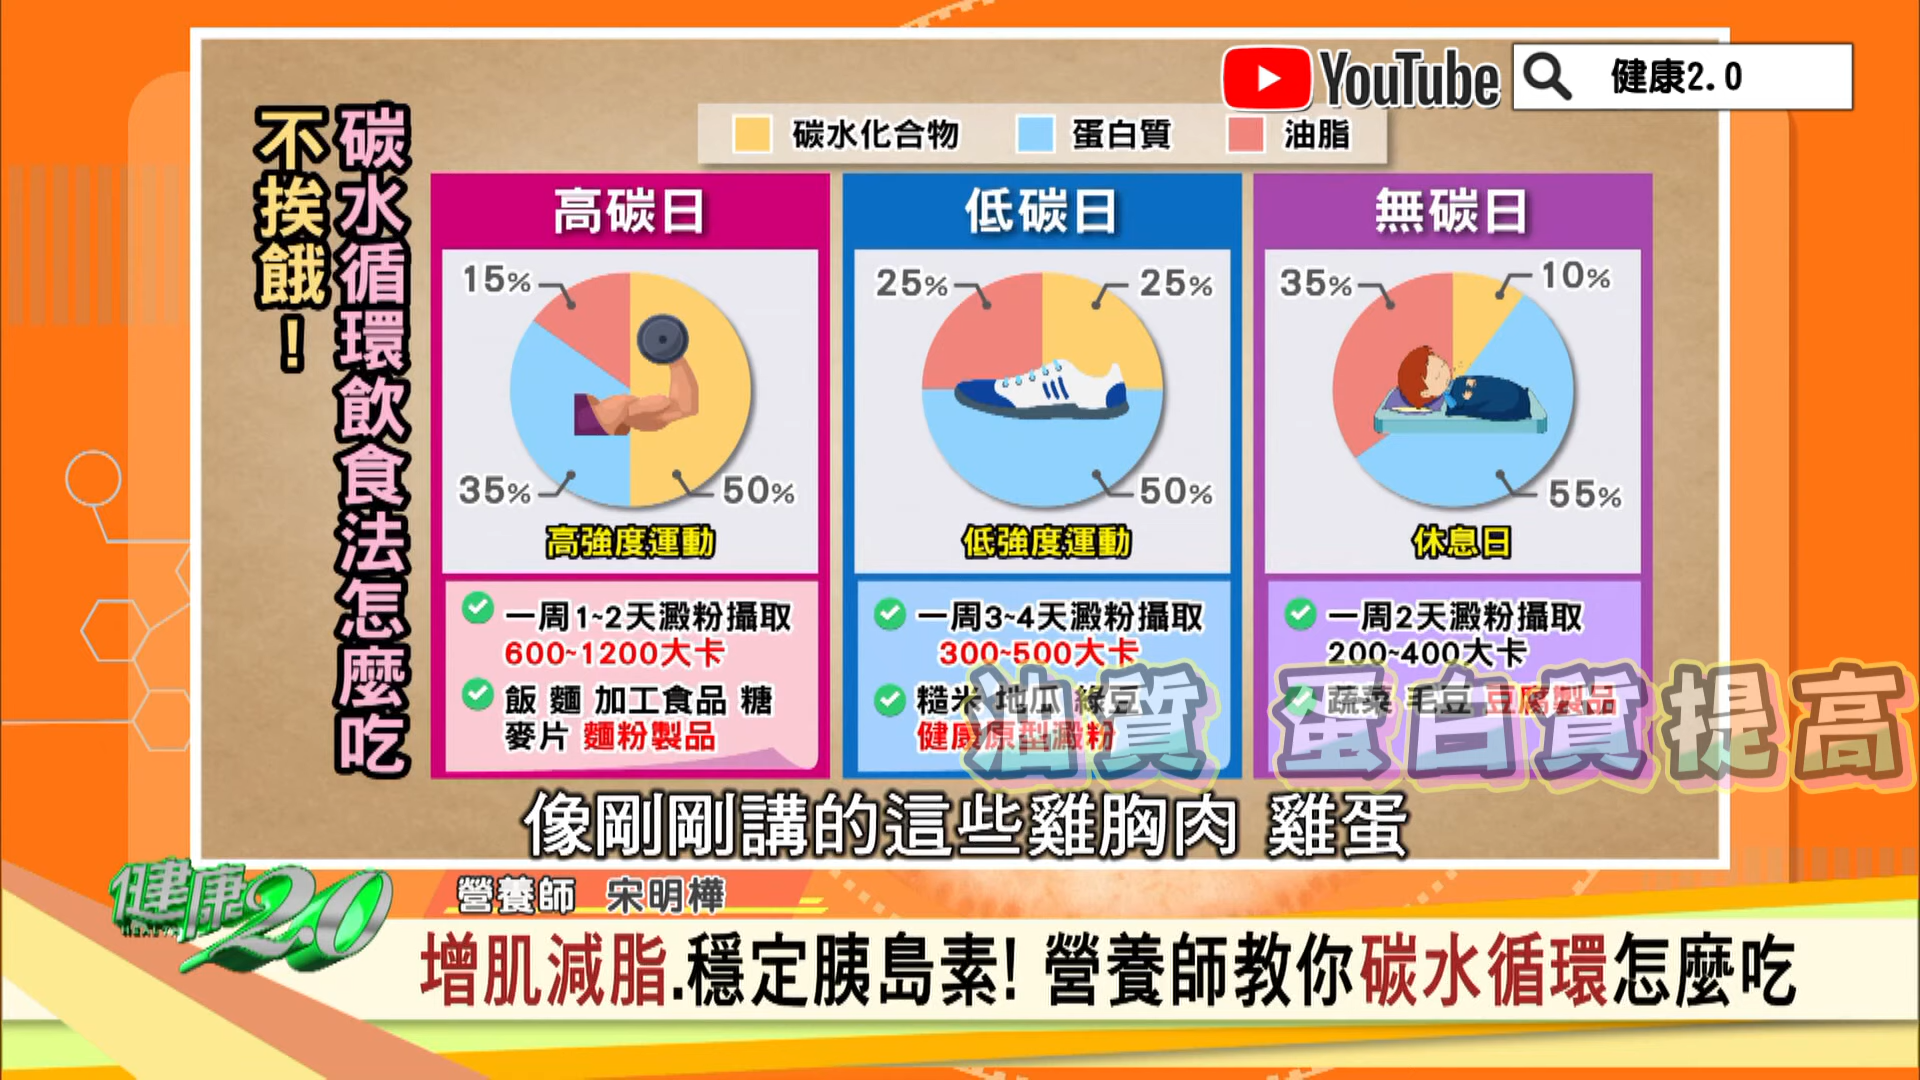 YouTube 健康2.0
碳水循環飲食法怎麼吃
不挨餓！
碳水化合物 蛋白質 油脂
高碳日
15%
35%
50%
高強度運動
一周1~2天澱粉攝取
600~1200大卡
飯 麵 加工食品 糖
麥片 麵粉製品
低碳日
25%
25%
50%
低強度運動
一周3~4天澱粉攝取
300~500大卡
糙米 地瓜 綠豆
健康原型澱粉
無碳日
35%
10%
55%
休息日
一周2天澱粉攝取
200~400大卡
蔬菜 毛豆 豆腐製品
油質 蛋白質提高
像剛剛講的這些雞胸肉 雞蛋
健康2.0
營養師 宋明樺
增肌減脂.穩定胰島素! 營養師教你碳水循環怎麼吃